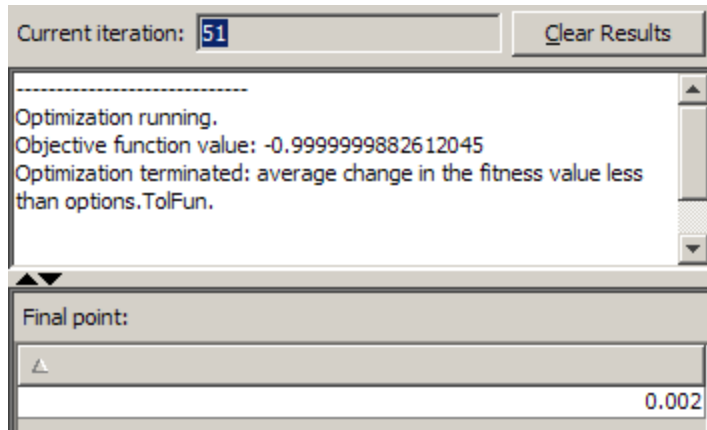 Current iteration: 51 Clear Results
------------------------------
Optimization running.
Objective function value: -0.9999999882612045
Optimization terminated: average change in the fitness value less
than options.TolFun.
Final point:
0.002